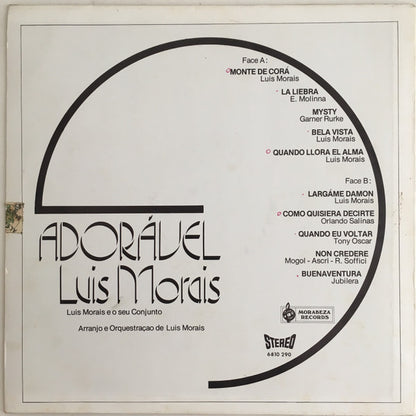 Face A :
MONTE DE CORÁ
Luis Morais
LA LIEBRA
E. Molinna
MYSTY
Garner Rurke
BELA VISTA
Luis Morais
QUANDO LLORA EL ALMA
Luis Morais
Face B :
LARGÁME DAMON
Luis Morais
COMO QUISIERA DECIRTE
Orlando Salinas
QUANDO EU VOLTAR
Tony Oscar
NON CREDERE
Mogol - Ascri - R. Soffici
BUENAVENTURA
Jubilera
ADORÁVEL
Luis Morais
Luis Morais e o seu Conjunto
Arranjo e Orquestraçao de Luis Morais
MORABEZA
RECORDS
STEREO
6810 290